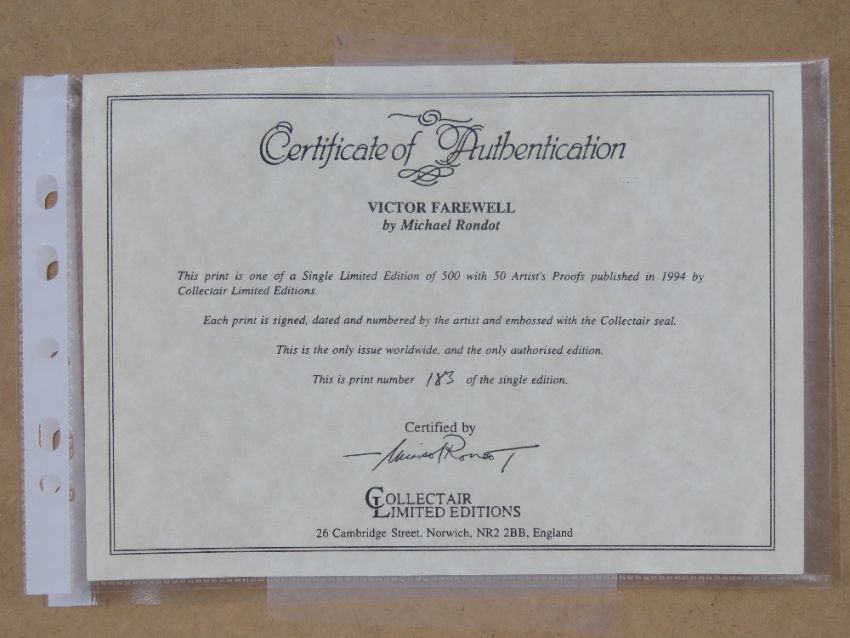 Certificate of Authentication
VICTOR FAREWELL
by Michael Rondot
This print is one of a Single Limited Edition of 500 with 50 Artist's Proofs published in 1994 by
Collectair Limited Editions.
Each print is signed, dated and numbered by the artist and embossed with the Collectair seal.
This is the only issue worldwide, and the only authorised edition.
This is print number 183 of the single edition.
Certified by
Michael Rondot
COLLECTAIR
LIMITED EDITIONS
26 Cambridge Street, Norwich, NR2 2BB, England